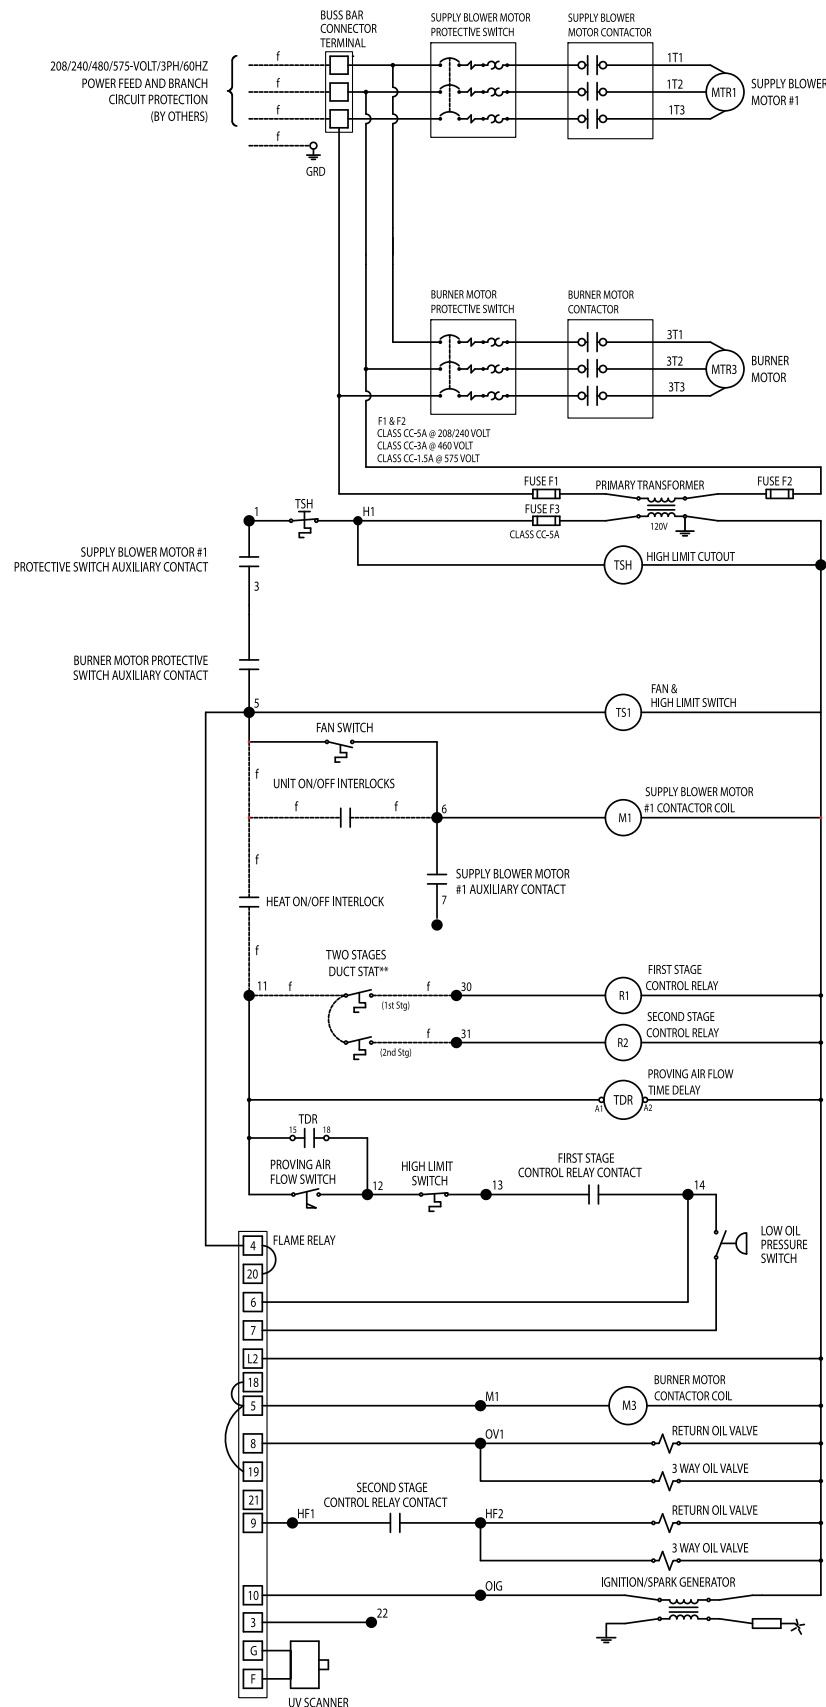 BUSS BAR
CONNECTOR
TERMINAL
SUPPLY BLOWER MOTOR
PROTECTIVE SWITCH
SUPPLY BLOWER
MOTOR CONTACTOR
208/240/480/575-VOLT/3PH/60HZ
POWER FEED AND BRANCH
CIRCUIT PROTECTION
(BY OTHERS)
f
f
f
f
GRD
1T1
1T2
1T3
MTR1
SUPPLY BLOWER
MOTOR #1
BURNER MOTOR
PROTECTIVE SWITCH
BURNER MOTOR
CONTACTOR
3T1
3T2
3T3
MTR3
BURNER
MOTOR
F1 & F2
CLASS CC-5A @ 208/240 VOLT
CLASS CC-3A @ 460 VOLT
CLASS CC-1.5A @ 575 VOLT
FUSE F1
PRIMARY TRANSFORMER
FUSE F2
1
TSH
H1
FUSE F3
CLASS CC-5A
120V
SUPPLY BLOWER MOTOR #1
PROTECTIVE SWITCH AUXILIARY CONTACT
TSH
HIGH LIMIT CUTOUT
3
BURNER MOTOR PROTECTIVE
SWITCH AUXILIARY CONTACT
5
TS1
FAN &
HIGH LIMIT SWITCH
FAN SWITCH
f
UNIT ON/OFF INTERLOCKS
f
f
6
M1
SUPPLY BLOWER MOTOR
#1 CONTACTOR COIL
f
SUPPLY BLOWER MOTOR
#1 AUXILIARY CONTACT
7
HEAT ON/OFF INTERLOCK
f
TWO STAGES
DUCT STAT**
11
f
(1st Stg)
f
30
R1
FIRST STAGE
CONTROL RELAY
(2nd Stg)
f
31
R2
SECOND STAGE
CONTROL RELAY
A1
TDR
A2
PROVING AIR FLOW
TIME DELAY
TDR
15
18
PROVING AIR
FLOW SWITCH
12
HIGH LIMIT
SWITCH
13
FIRST STAGE
CONTROL RELAY CONTACT
14
LOW OIL
PRESSURE
SWITCH
4
FLAME RELAY
20
6
7
L2
18
5
M1
M3
BURNER MOTOR
CONTACTOR COIL
8
OV1
RETURN OIL VALVE
19
3 WAY OIL VALVE
21
9
HF1
SECOND STAGE
CONTROL RELAY CONTACT
HF2
RETURN OIL VALVE
3 WAY OIL VALVE
10
OIG
IGNITION/SPARK GENERATOR
3
22
G
F
UV SCANNER